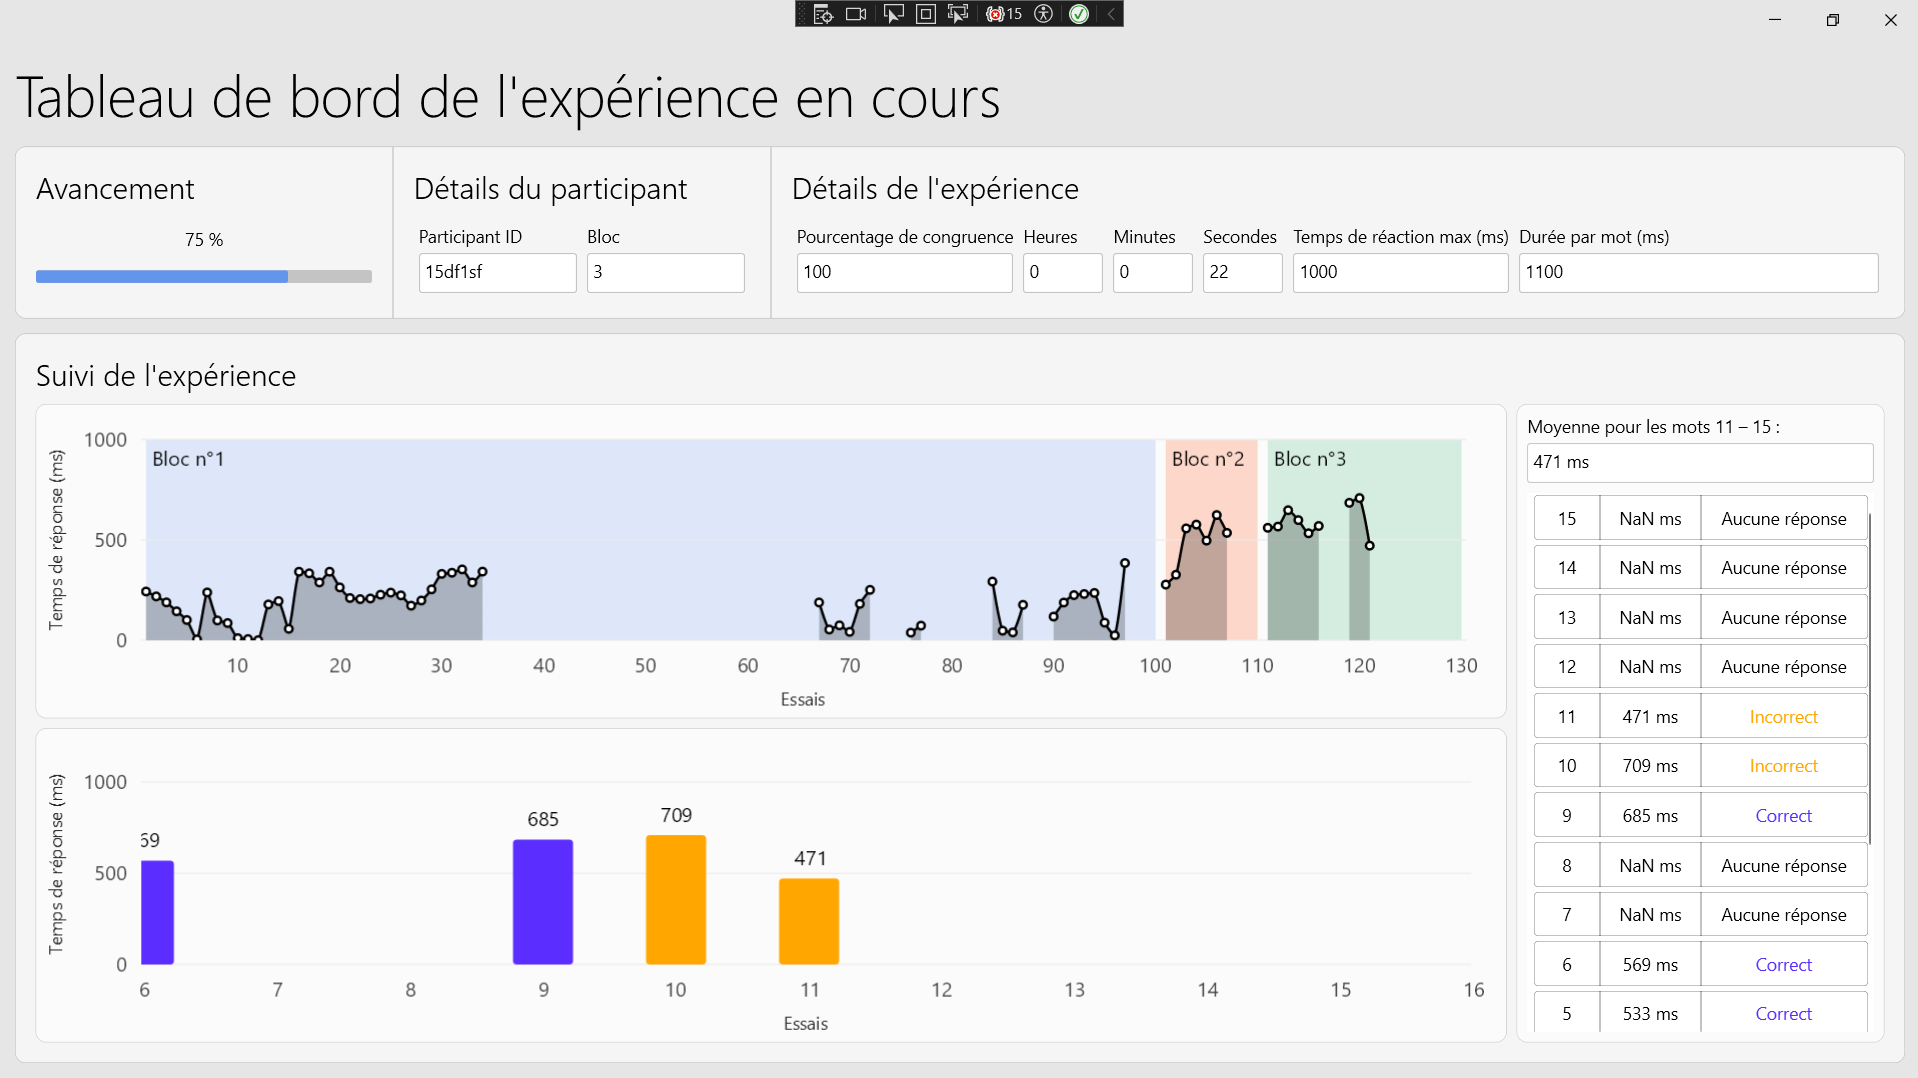 15
Tableau de bord de l'expérience en cours
Avancement
75 %
Détails du participant
Participant ID
15df1sf
Bloc
3
Détails de l'expérience
Pourcentage de congruence
100
Heures
0
Minutes
0
Secondes
22
Temps de réaction max (ms)
1000
Durée par mot (ms)
1100
Suivi de l'expérience
Temps de réponse (ms)
1000
500
0
Bloc n°1
Bloc n°2
Bloc n°3
10 20 30 40 50 60 70 80 90 100 110 120 130
Essais
Temps de réponse (ms)
1000
500
0
69
685
709
471
6 7 8 9 10 11 12 13 14 15 16
Essais
Moyenne pour les mots 11 – 15 :
471 ms
15 NaN ms Aucune réponse
14 NaN ms Aucune réponse
13 NaN ms Aucune réponse
12 NaN ms Aucune réponse
11 471 ms Incorrect
10 709 ms Incorrect
9 685 ms Correct
8 NaN ms Aucune réponse
7 NaN ms Aucune réponse
6 569 ms Correct
5 533 ms Correct